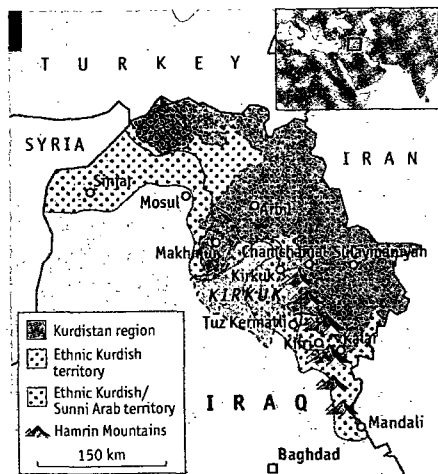 TURKEY
SYRIA
IRAN
Sinjar
Mosul
Arbil
Makhmur
Chamchamal
Sulaymaniyah
Kirkuk
KIRKUK
Tuz Kermatli
Kifri
Kalar
Kurdistan region
Ethnic Kurdish
territory
Ethnic Kurdish/
Sunni Arab territory
Hamrin Mountains
150 km
IRAQ
Mandali
Baghdad